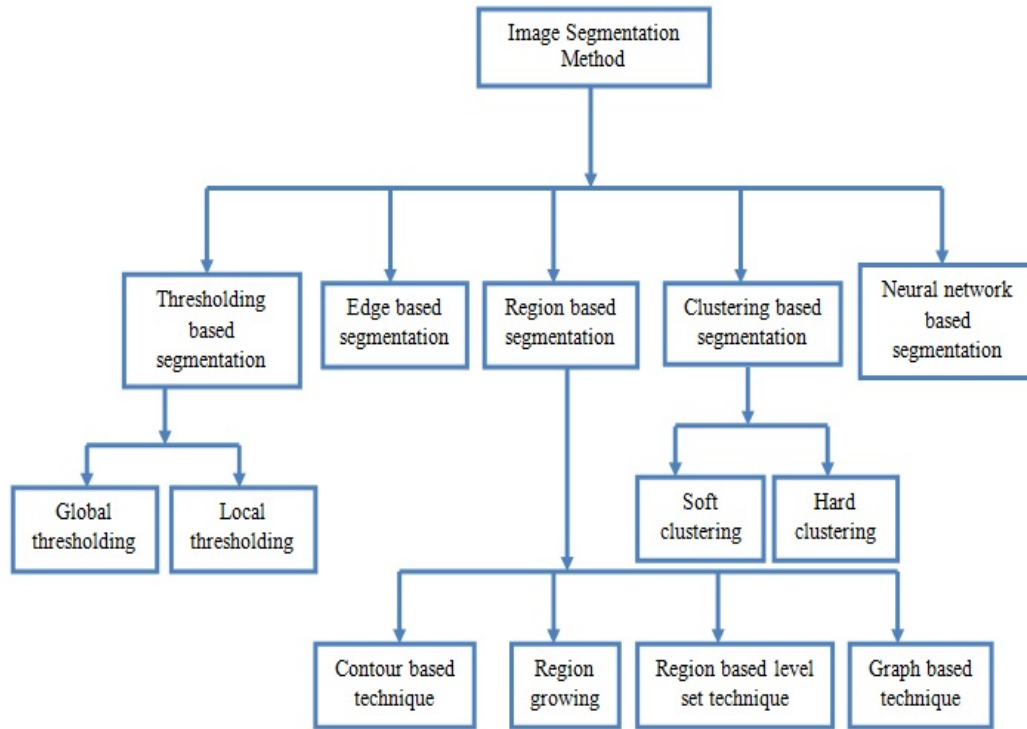 Image Segmentation
Method
Thresholding
based
segmentation
Edge based
segmentation
Region based
segmentation
Clustering based
segmentation
Neural network
based
segmentation
Global
thresholding
Local
thresholding
Soft
clustering
Hard
clustering
Contour based
technique
Region
growing
Region based level
set technique
Graph based
technique